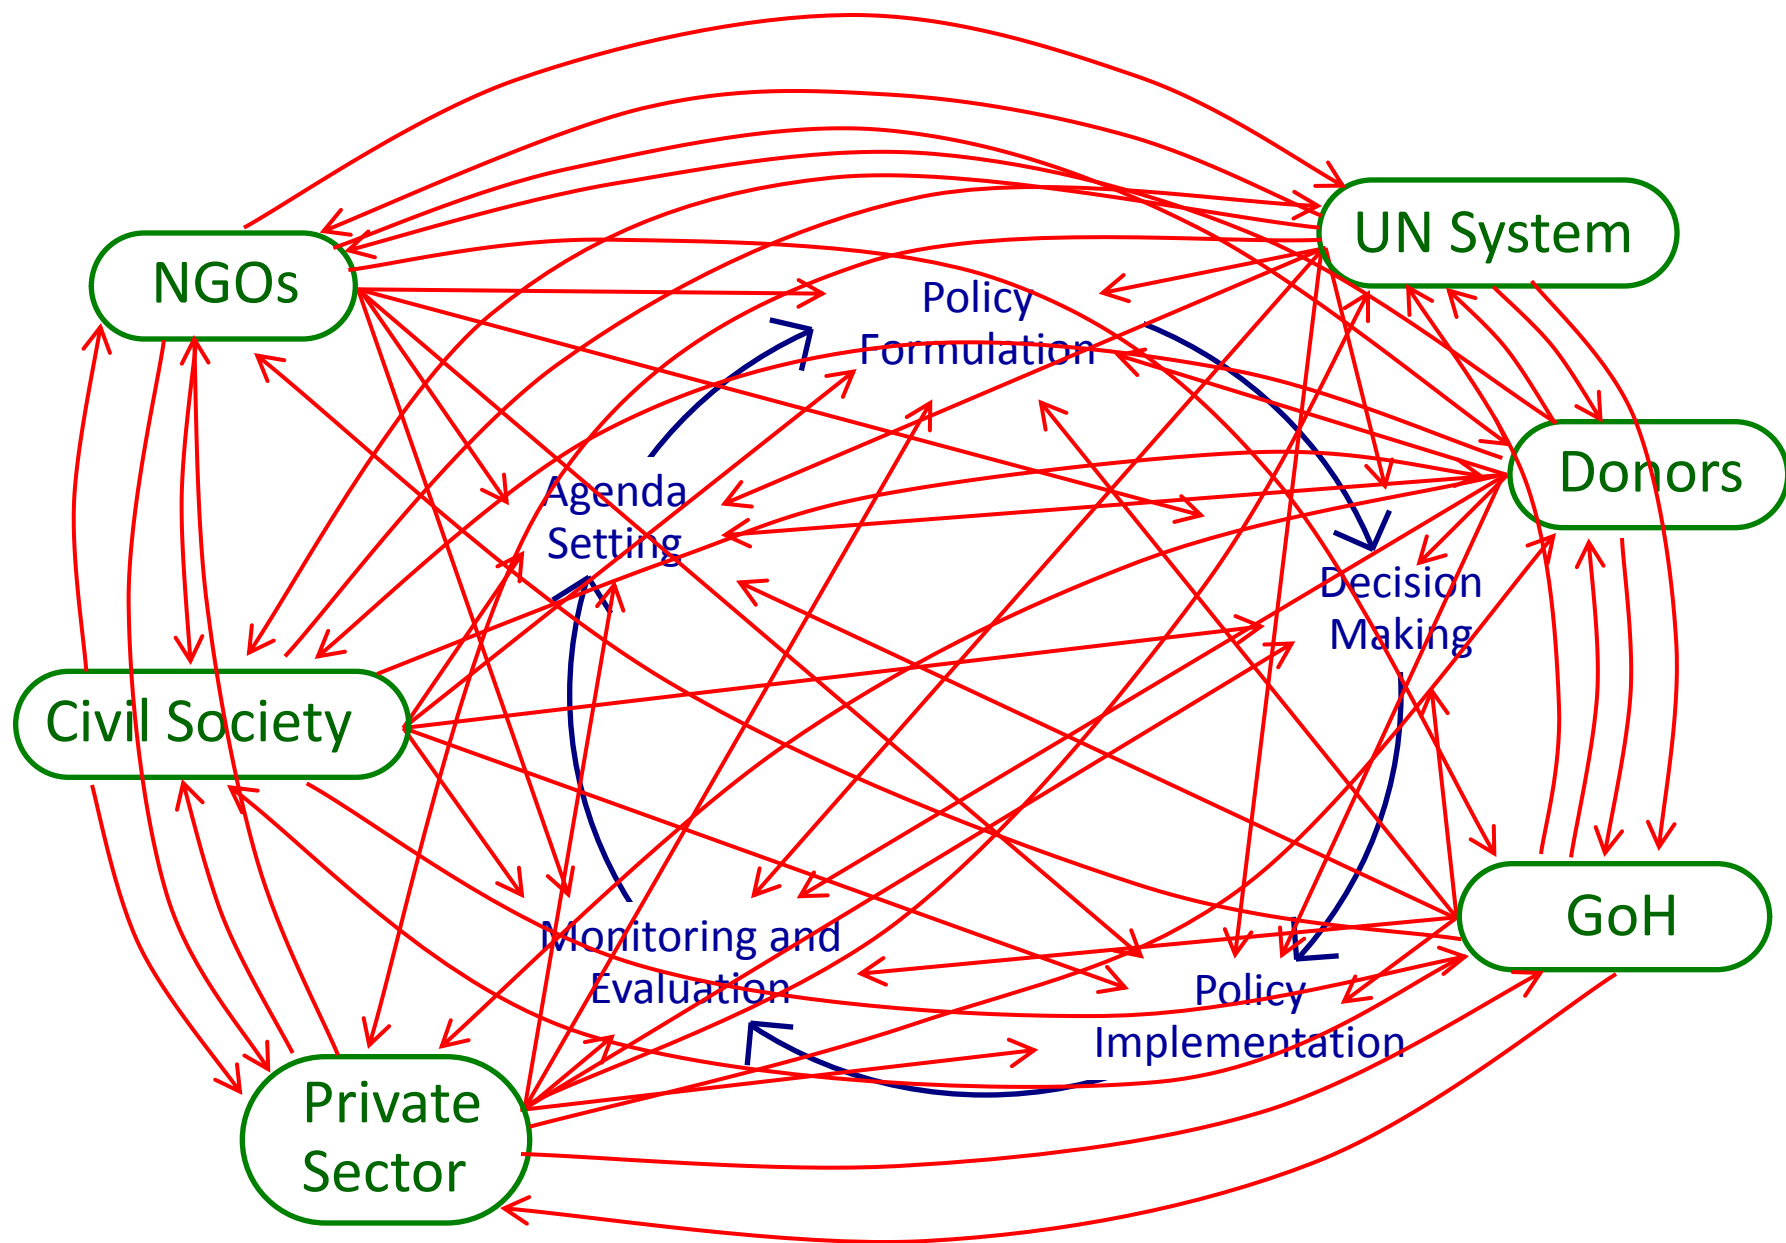 UN System
NGOs
Policy
Formulation
Donors
Agenda
Setting
Decision
Making
Civil Society
GoH
Monitoring and
Evaluation
Policy
Implementation
Private
Sector